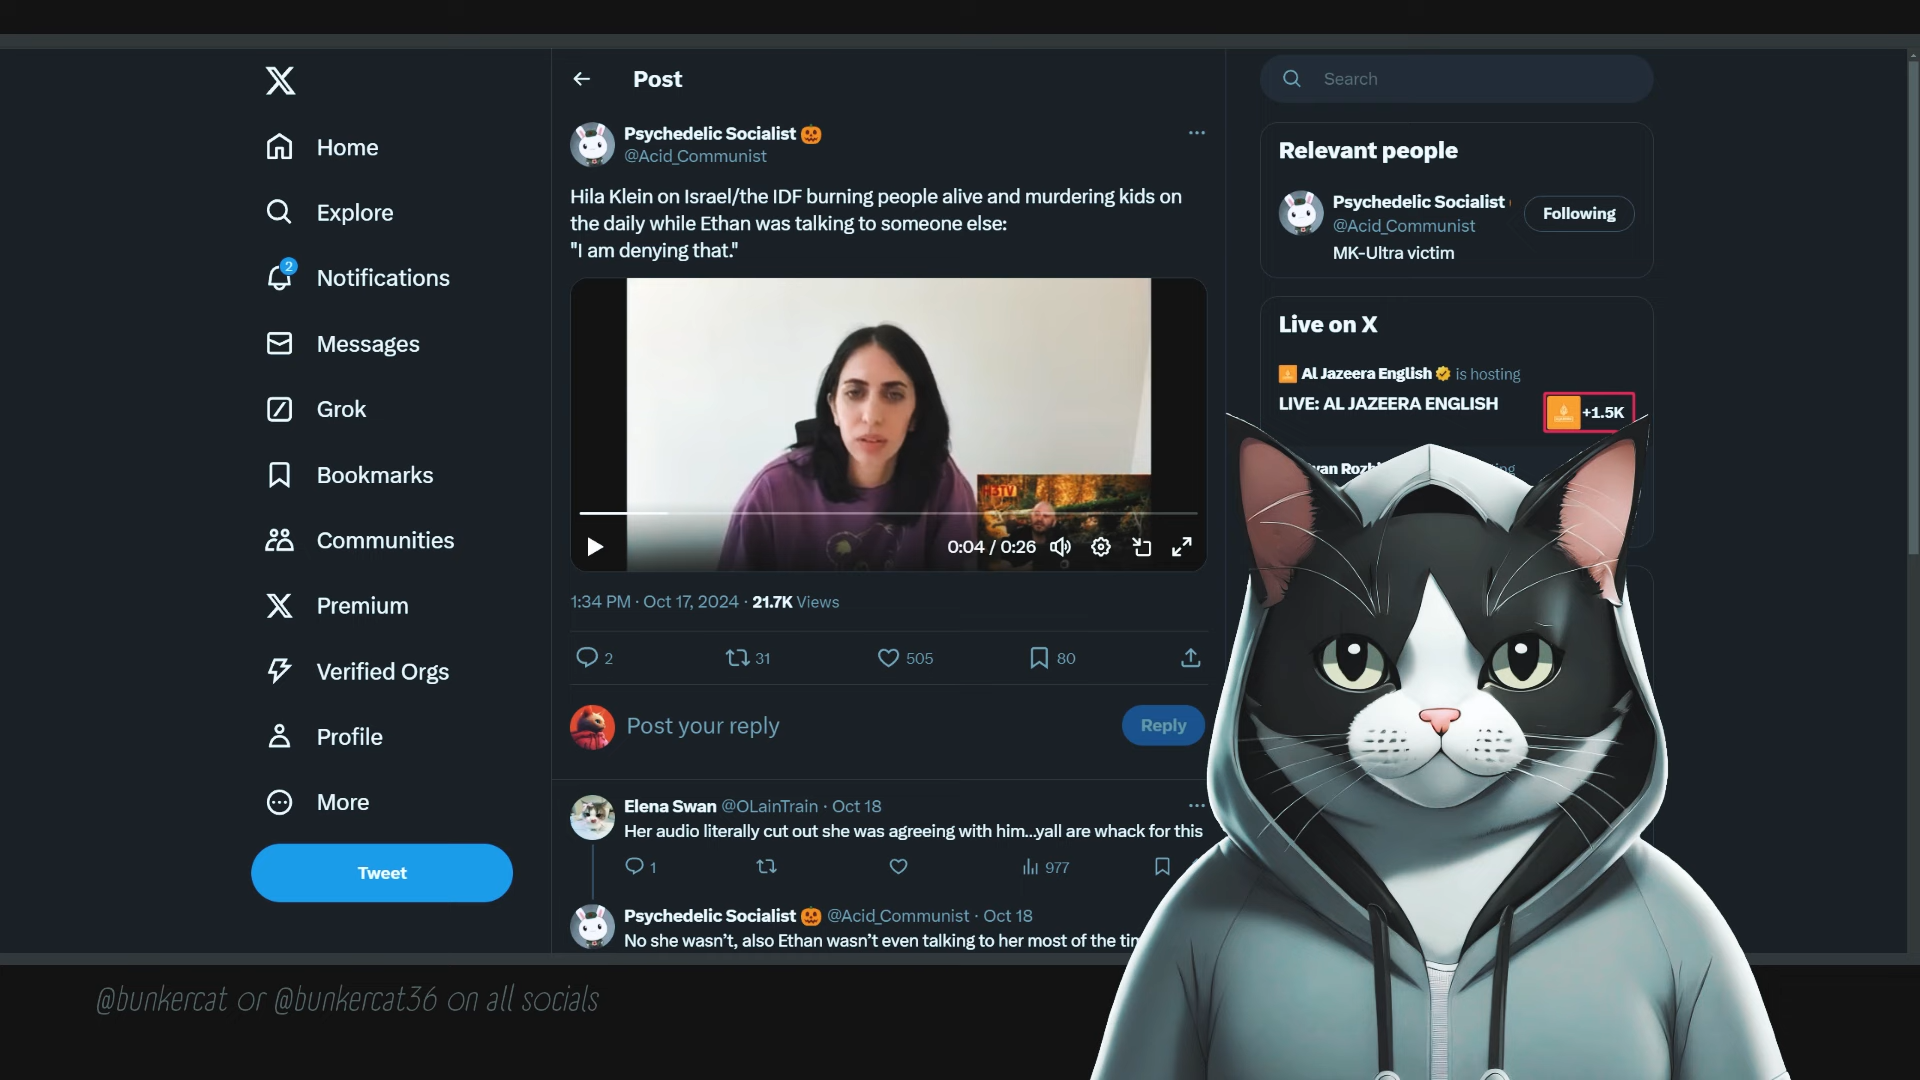 Home
Explore
2
Notifications
Messages
Grok
Bookmarks
Communities
Premium
Verified Orgs
Profile
More
Tweet
Post
Psychedelic Socialist 🎃
@Acid_Communist
Hila Klein on Israel/the IDF burning people alive and murdering kids on
the daily while Ethan was talking to someone else:
"I am denying that."
H3TV
0:04 / 0:26
1:34 PM · Oct 17, 2024 · 21.7K Views
2 31 505 80
Post your reply
Reply
Elena Swan @OLainTrain · Oct 18
Her audio literally cut out she was agreeing with him...yall are whack for this
1 977
Psychedelic Socialist 🎃 @Acid_Communist · Oct 18
No she wasn't, also Ethan wasn't even talking to her most of the
Search
Relevant people
Psychedelic Socialist
@Acid_Communist
Following
MK-Ultra victim
Live on X
Al Jazeera English is hosting
LIVE: AL JAZEERA ENGLISH
+1.5K
@bunkercat or @bunkercat36 on all socials